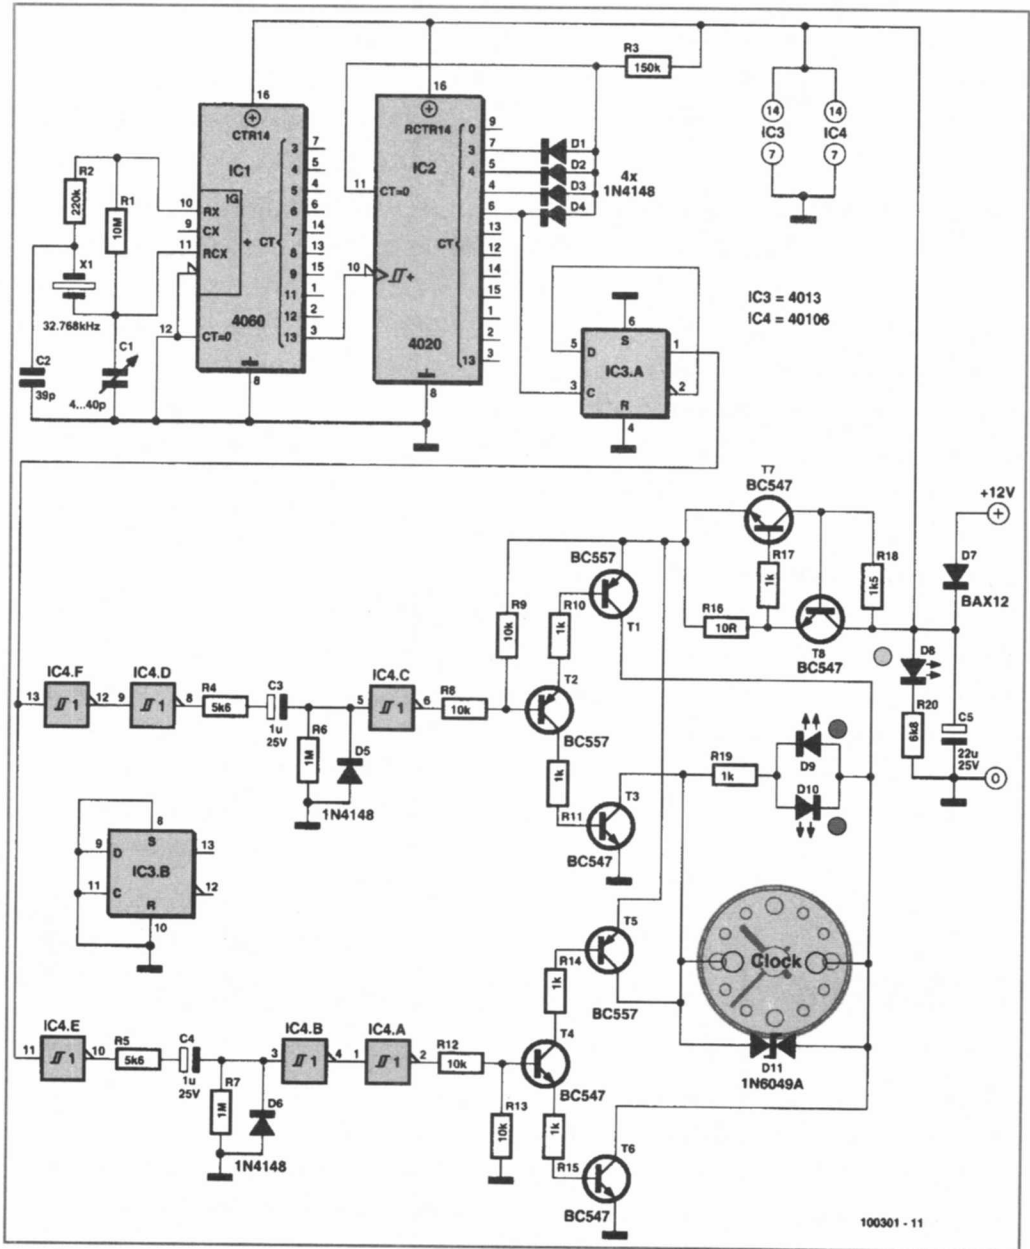 R3
150k
16
16
CTR14
IC1
3
7
4
5
5
4
6
6
7
14
8
13
9
15
11
1
12
2
13
3
IG
10
RX
9
CX
11
RCX
+
CT
12
CT=0
4060
8
R2
220k
R1
10M
X1
32.768kHz
C2
39p
C1
4...40p
RCTR14
IC2
0
9
3
7
4
5
4
6
13
12
14
15
1
2
13
3
11
CT=0
CT
10
+
4020
8
D1
D2
D3
D4
4x
1N4148
14
IC3
7
14
IC4
7
IC3 = 4013
IC4 = 40106
6
S
5
D
1
IC3.A
3
C
2
R
4
T7
BC547
+12V
+
R17
1k
R18
1k5
D7
BAX12
R16
10R
T8
BC547
D8
R20
6k8
C5
22u
25V
0
BC557
R9
10k
R10
1k
T1
T2
BC557
IC4.F
13
1
12
IC4.D
9
1
8
R4
5k6
C3
1u
25V
R6
1M
D5
1N4148
IC4.C
5
1
6
R8
10k
1k
R11
T3
BC547
R19
1k
D9
D10
8
S
9
D
13
IC3.B
11
C
12
R
10
T5
R14
1k
BC557
Clock
D11
1N6049A
IC4.E
11
1
10
R5
5k6
C4
1u
25V
R7
1M
D6
1N4148
IC4.B
3
1
4
IC4.A
1
1
2
R12
10k
R13
10k
T4
BC547
1k
R15
T6
BC547
100301 - 11